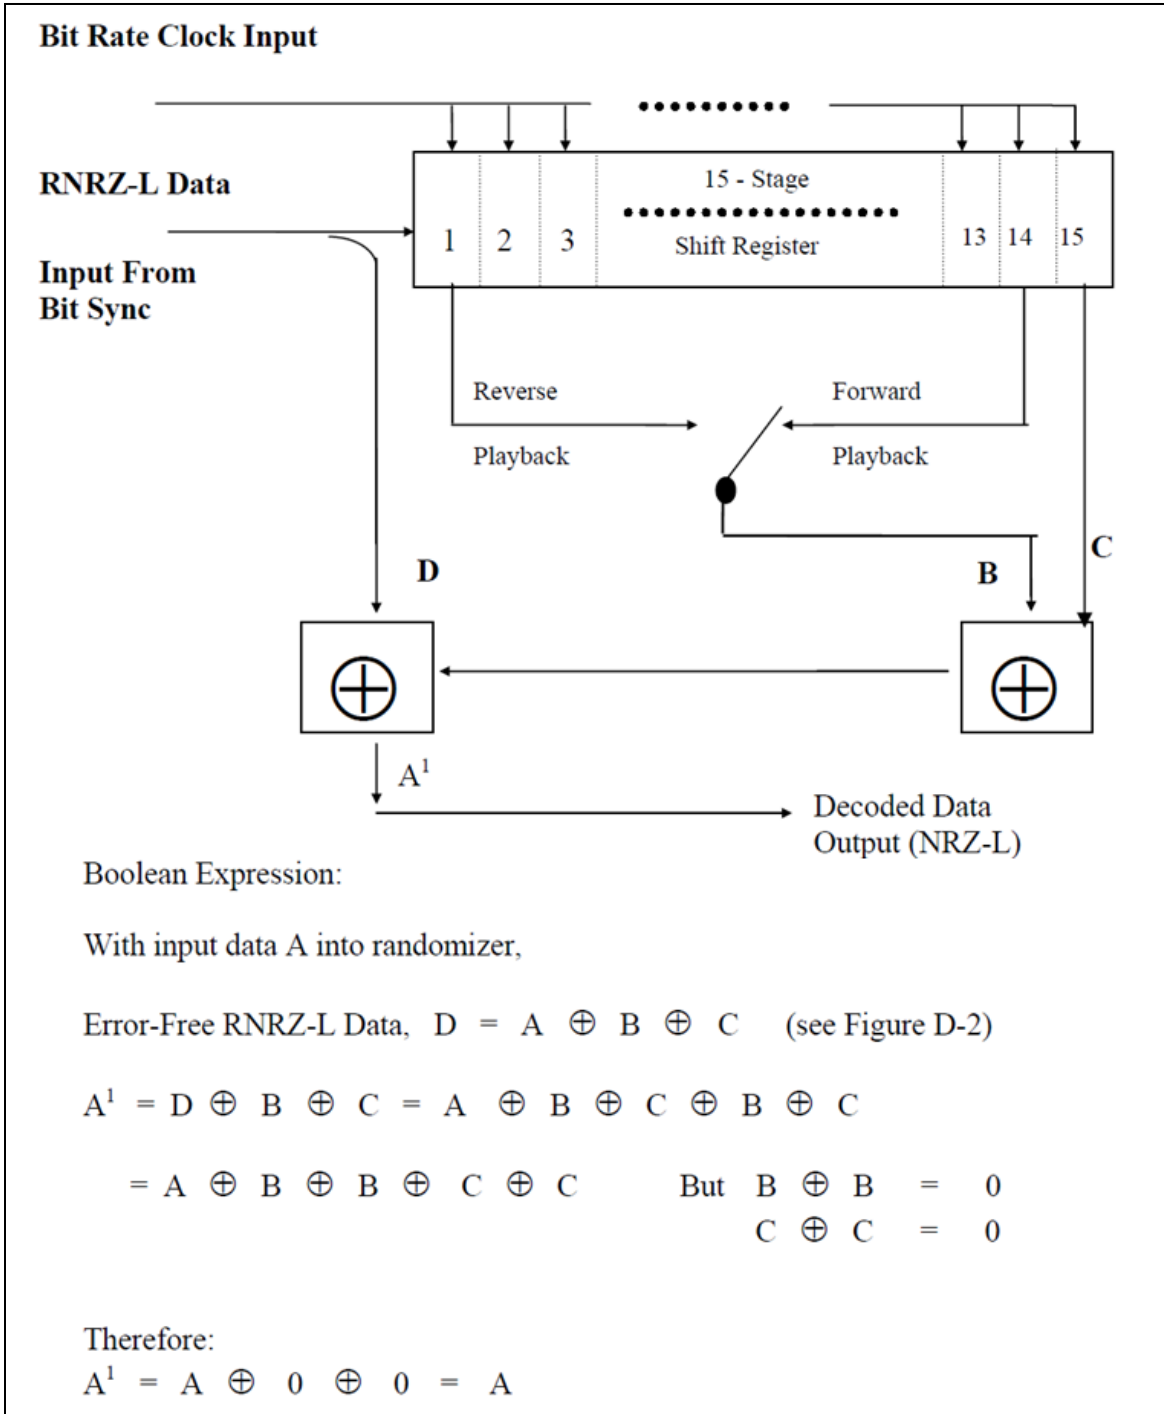 Bit Rate Clock Input
RNRZ-L Data
15 - Stage
1 2 3 Shift Register 13 14 15
Input From
Bit Sync
Reverse Forward
Playback Playback
D B C
A¹
Decoded Data
Output (NRZ-L)
Boolean Expression:
With input data A into randomizer,
Error-Free RNRZ-L Data, D = A ⊕ B ⊕ C (see Figure D-2)
A¹ = D ⊕ B ⊕ C = A ⊕ B ⊕ C ⊕ B ⊕ C
= A ⊕ B ⊕ B ⊕ C ⊕ C But B ⊕ B = 0
C ⊕ C = 0
Therefore:
A¹ = A ⊕ 0 ⊕ 0 = A